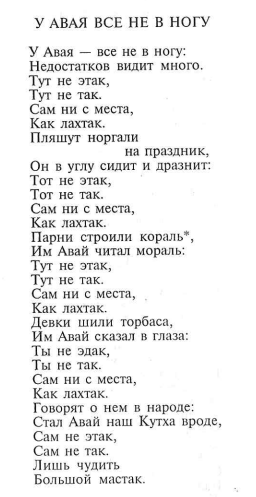 У АВАЯ ВСЕ НЕ В НОГУ
У Авая — все не в ногу:
Недостатков видит много.
Тут не этак,
Тут не так.
Сам ни с места,
Как лахтак.
Пляшут норгали
на праздник,
Он в углу сидит и дразнит:
Тот не этак,
Тот не так.
Сам ни с места,
Как лахтак.
Парни строили кораль*,
Им Авай читал мораль:
Тут не этак,
Тут не так.
Сам ни с места,
Как лахтак.
Девки шили торбаса,
Им Авай сказал в глаза:
Ты не эдак,
Ты не так.
Сам ни с места,
Как лахтак.
Говорят о нем в народе:
Стал Авай наш Кутха вроде,
Сам не этак,
Сам не так.
Лишь чудить
Большой мастак.